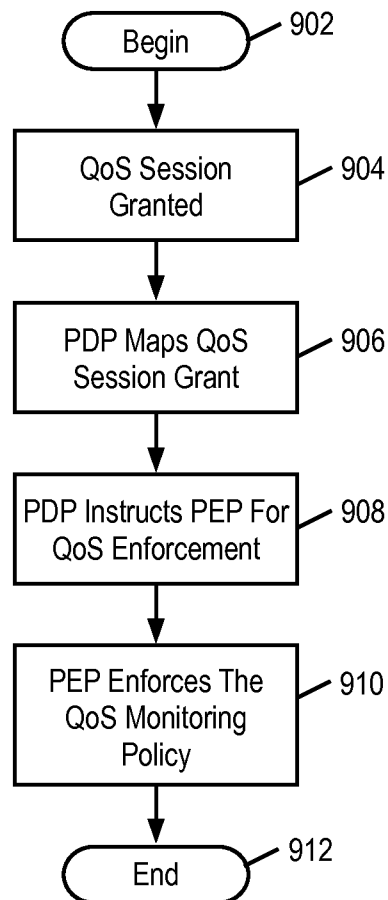 Begin
902
QoS Session
Granted
904
PDP Maps QoS
Session Grant
906
PDP Instructs PEP For
QoS Enforcement
908
PEP Enforces The
QoS Monitoring
Policy
910
End
912